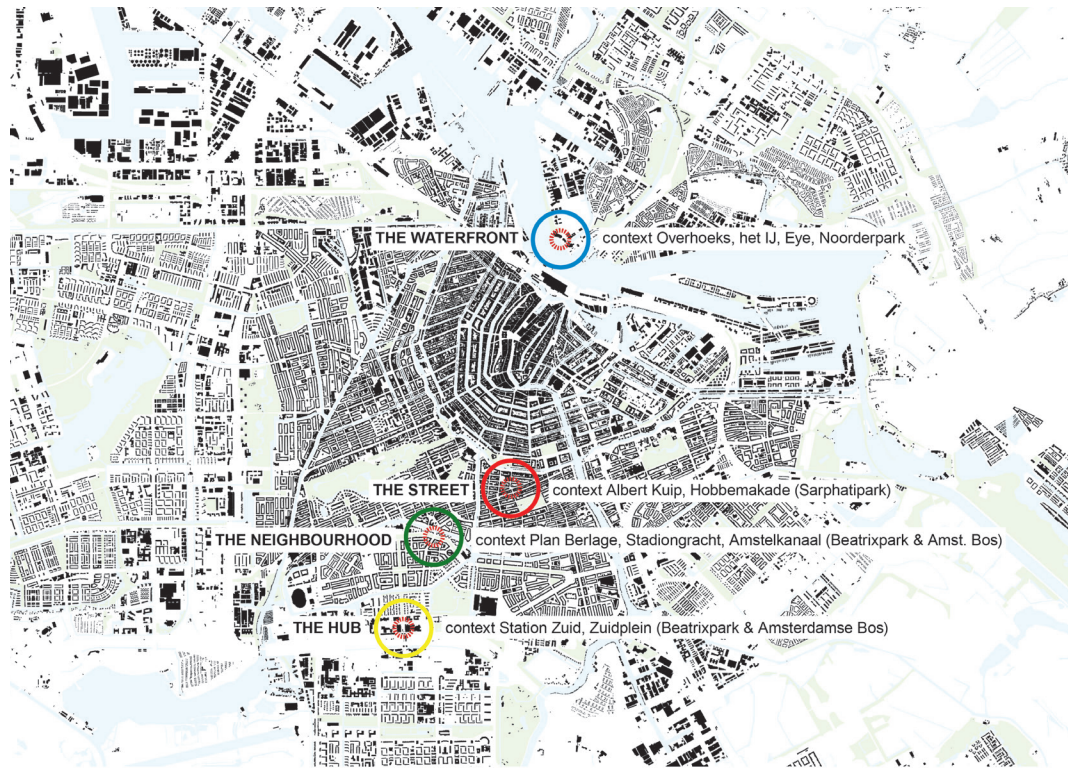 THE WATERFRONT context Overhoeks, het IJ, Eye, Noorderpark
THE STREET context Albert Kuip, Hobbemakade (Sarphatipark)
THE NEIGHBOURHOOD context Plan Berlage, Stadiongracht, Amstelkanaal (Beatrixpark & Amst. Bos)
THE HUB context Station Zuid, Zuidplein (Beatrixpark & Amsterdamse Bos)